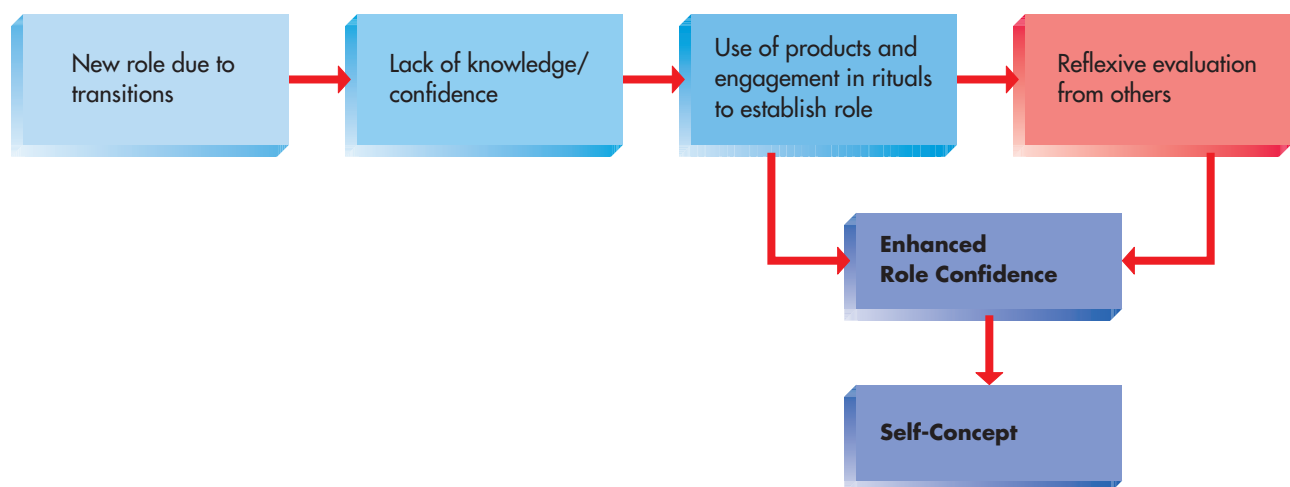 New role due to
transitions
Lack of knowledge/
confidence
Use of products and
engagement in rituals
to establish role
Reflexive evaluation
from others
Enhanced
Role Confidence
Self-Concept